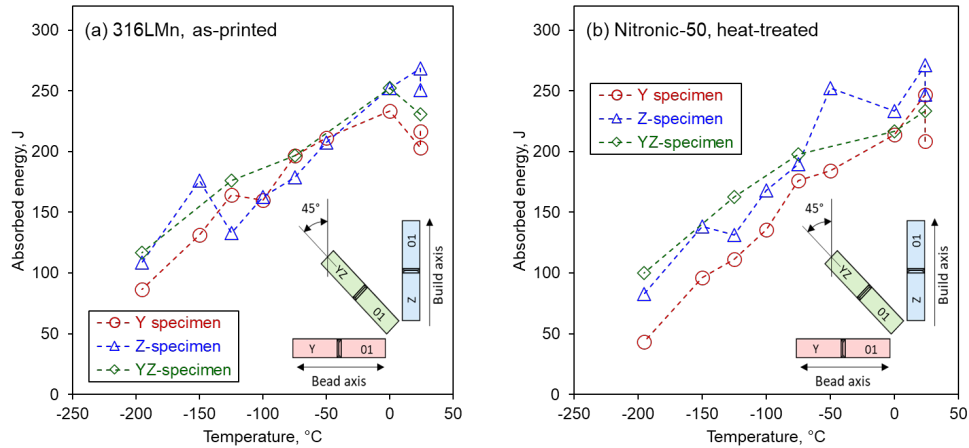 (a) 316LMn, as-printed
Absorbed energy, J
300
250
200
150
100
50
0
-250 -200 -150 -100 -50 0 50
Temperature, °C
Y specimen
Z-specimen
YZ-specimen
45°
YZ
01
Z 01
Build axis
Y 01
Bead axis
(b) Nitronic-50, heat-treated
Absorbed energy, J
300
250
200
150
100
50
0
-250 -200 -150 -100 -50 0 50
Temperature, °C
Y specimen
Z-specimen
YZ-specimen
45°
YZ
01
Z 01
Build axis
Y 01
Bead axis